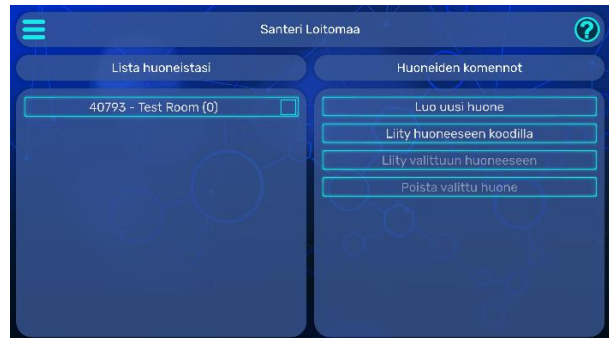 Santeri Loitomaa
?
Lista huoneistasi
40793 - Test Room (0)
Huoneiden komennot
Luo uusi huone
Liity huoneeseen koodilla
Liity valittuun huoneeseen
Poista valittu huone